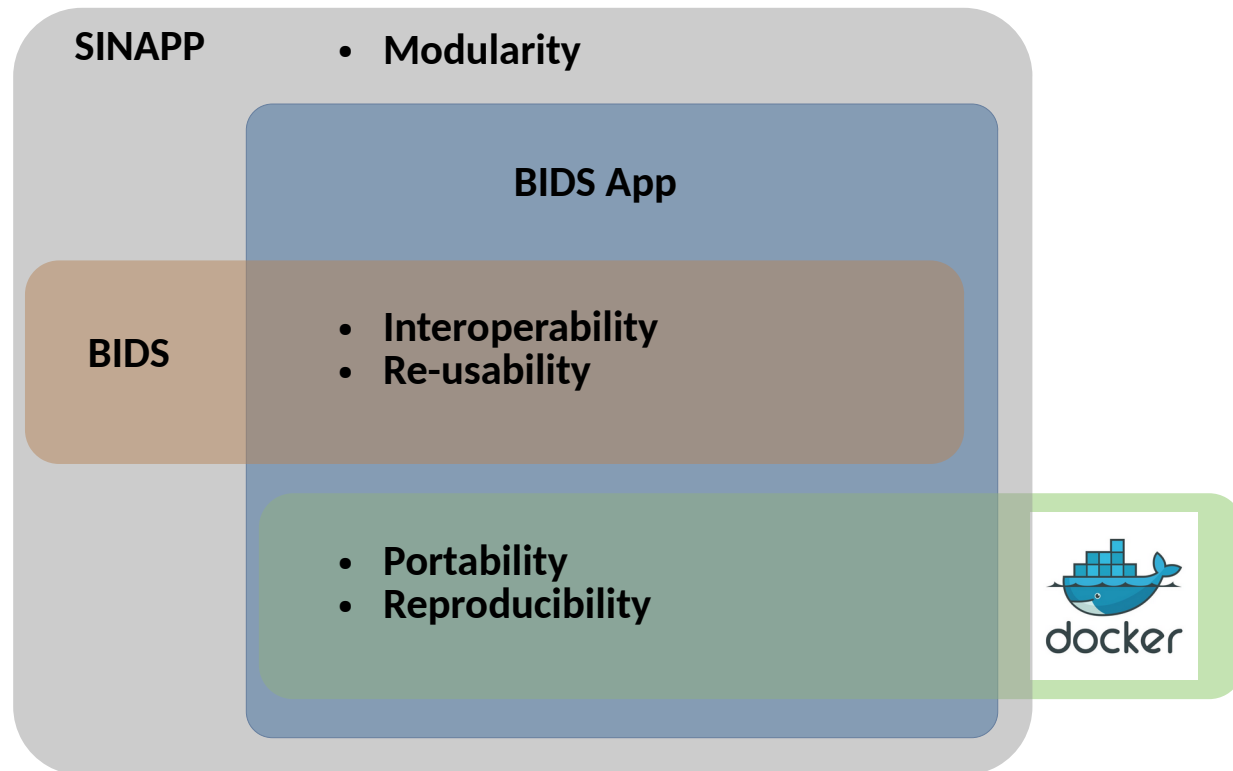 SINAPP
• Modularity
BIDS App
BIDS
• Interoperability
• Re-usability
• Portability
• Reproducibility
docker